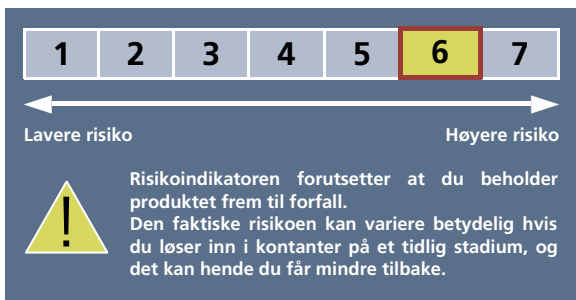 1 2 3 4 5 6 7
Lavere risiko Høyere risiko
Risikoindikatoren forutsetter at du beholder
produktet frem til forfall.
Den faktiske risikoen kan variere betydelig hvis
du løser inn i kontanter på et tidlig stadium, og
det kan hende du får mindre tilbake.
!